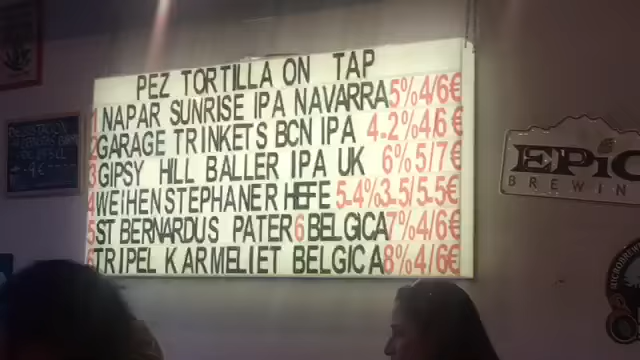 PEZ TORTILLA ON TAP
1 NAPAR SUNRISE IPA NAVARRA 5% 4/6€
2 GARAGE TRINKETS BCN IPA 4-2% 4/6€
3 GIPSY HILL BALLER IPA UK 6% 5/7€
4 WEIHENSTEPHANER HEFE 5-4% 3-5/5-5€
5 ST BERNARDUS PATER 6 BELGICA 7% 4/6€
6 TRIPEL KARMELIET BELGICA 8% 4/6€
EPIC
BREWIN